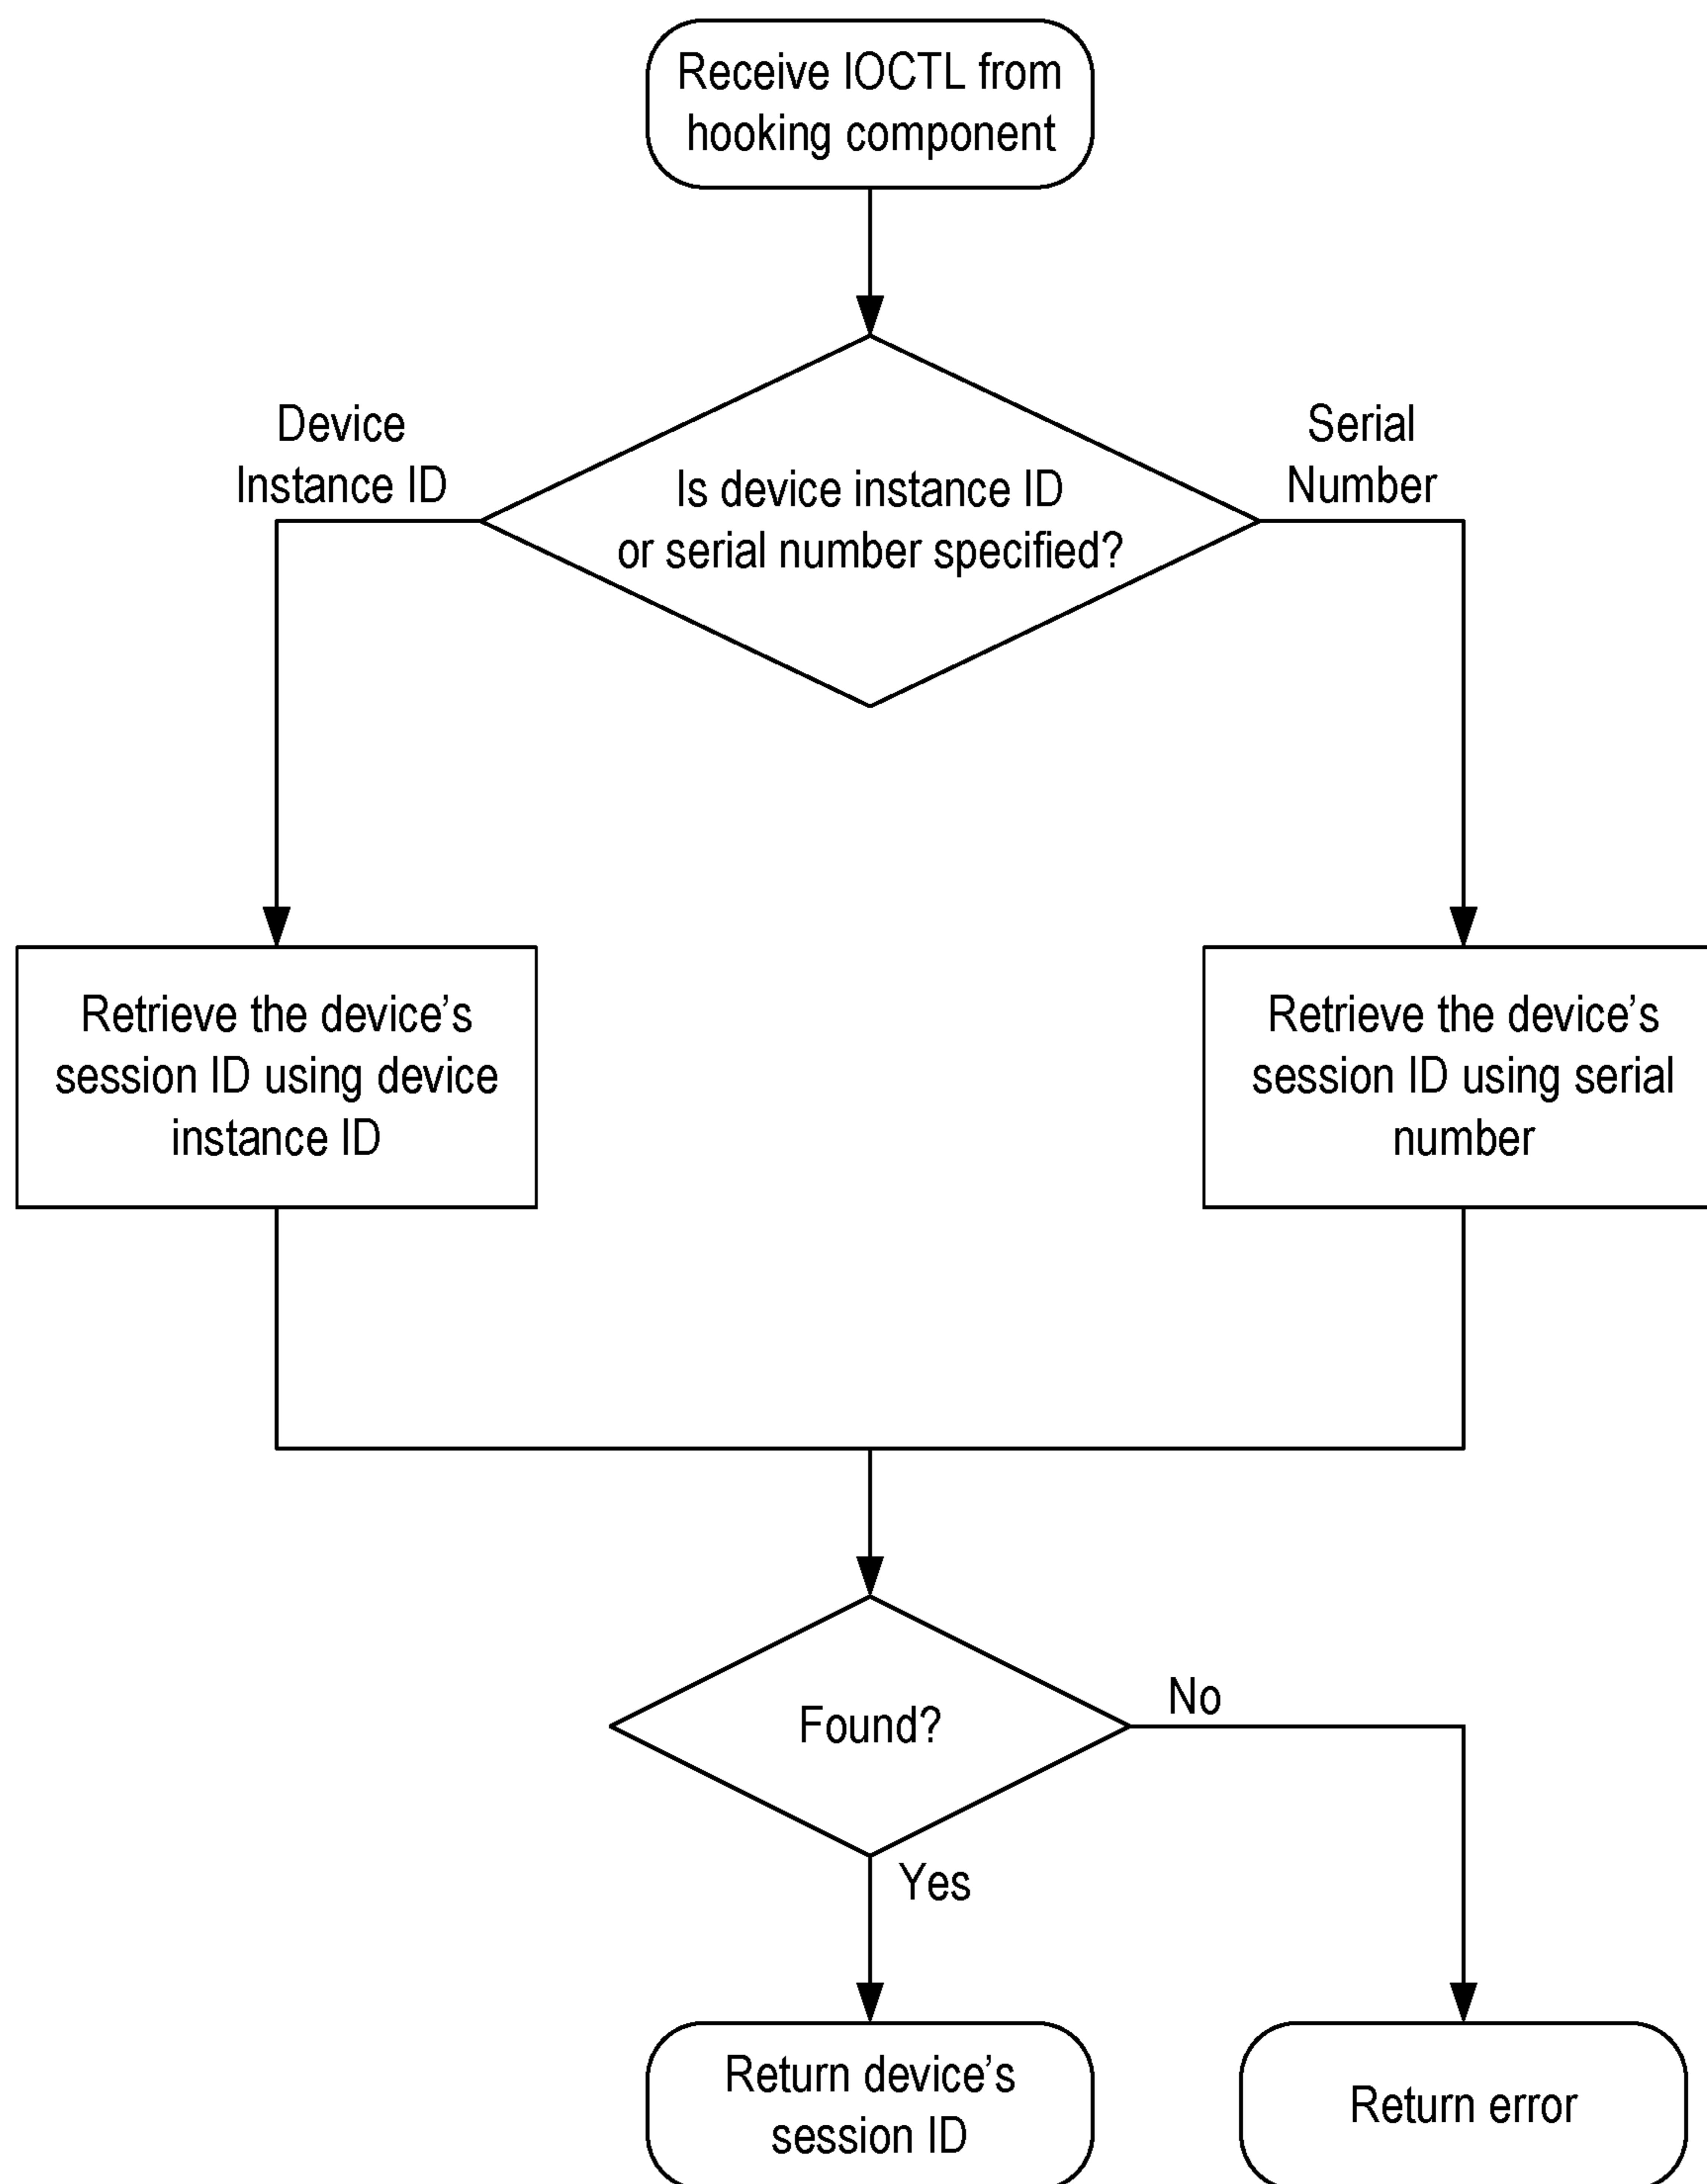 Receive IOCTL from
hooking component
Device
Instance ID
Is device instance ID
or serial number specified?
Serial
Number
Retrieve the device’s
session ID using device
instance ID
Retrieve the device’s
session ID using serial
number
Found?
No
Yes
Return device’s
session ID
Return error